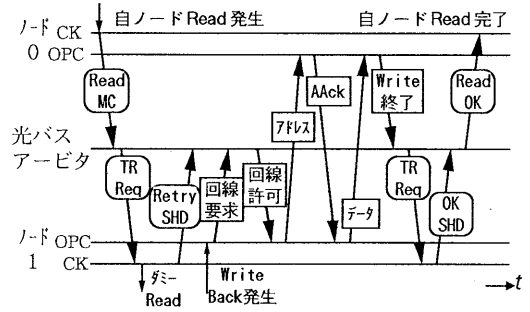 自ノードRead発生
自ノードRead完了
ノード CK
0 OPC
Read
MC
AAck
Write
終了
Read
OK
アドレス
光バス
アービタ
TR
Req
Retry
SHD
回線
要求
回線
許可
データ
TR
Req
OK
SHD
ノード OPC
1 CK
ダミー
Read
Write
Back発生
t